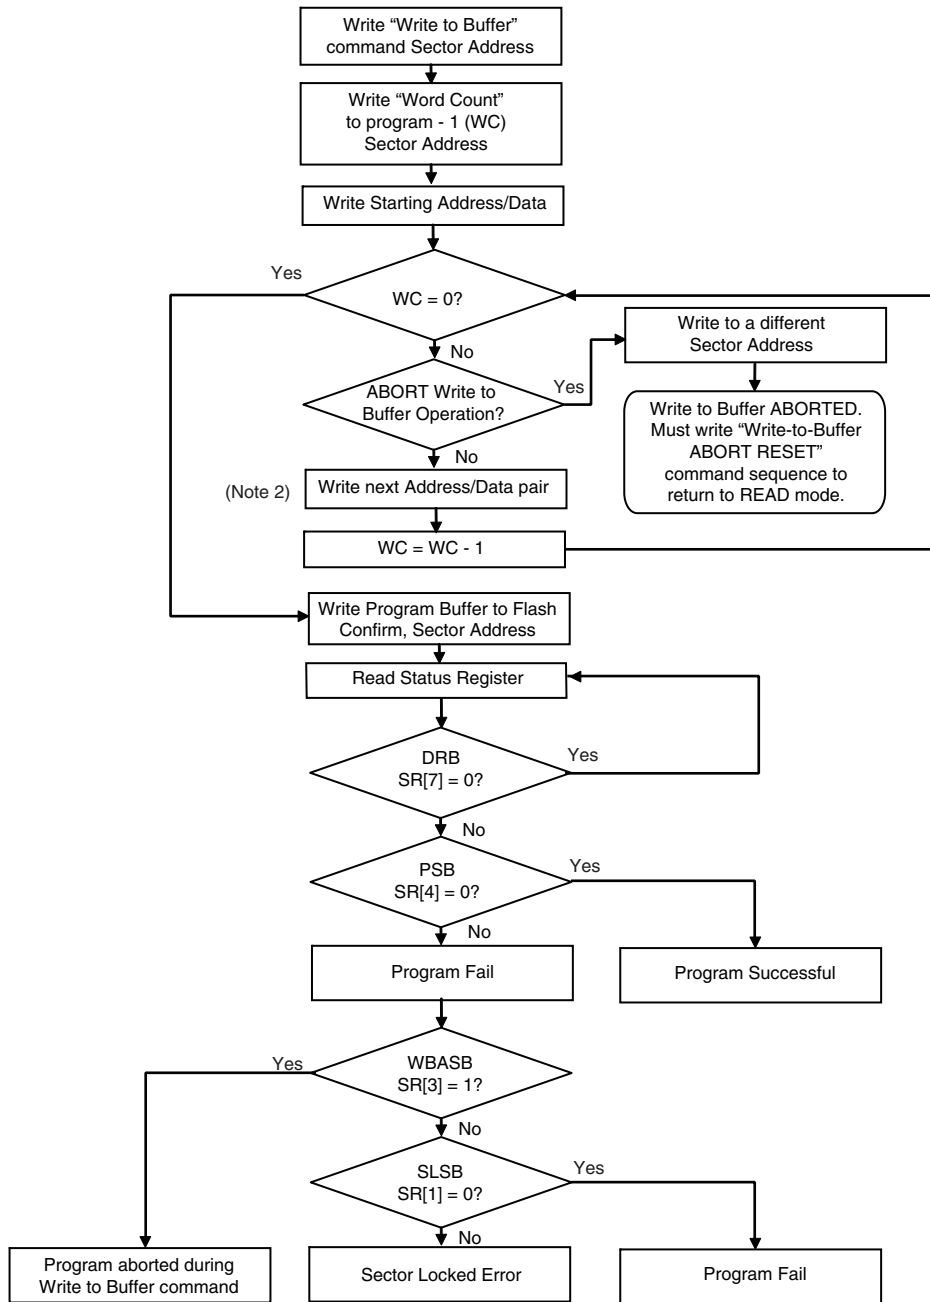 Write “Write to Buffer”
command Sector Address
Write “Word Count”
to program - 1 (WC)
Sector Address
Write Starting Address/Data
Yes
WC = 0?
No
Write to a different
Sector Address
ABORT Write to
Buffer Operation?
Yes
No
Write to Buffer ABORTED.
Must write “Write-to-Buffer
ABORT RESET”
command sequence to
return to READ mode.
(Note 2)
Write next Address/Data pair
WC = WC - 1
Write Program Buffer to Flash
Confirm, Sector Address
Read Status Register
DRB
SR[7] = 0?
Yes
No
PSB
SR[4] = 0?
Yes
No
Program Fail
Program Successful
Yes
WBASB
SR[3] = 1?
No
SLSB
SR[1] = 0?
Yes
No
Program aborted during
Write to Buffer command
Sector Locked Error
Program Fail